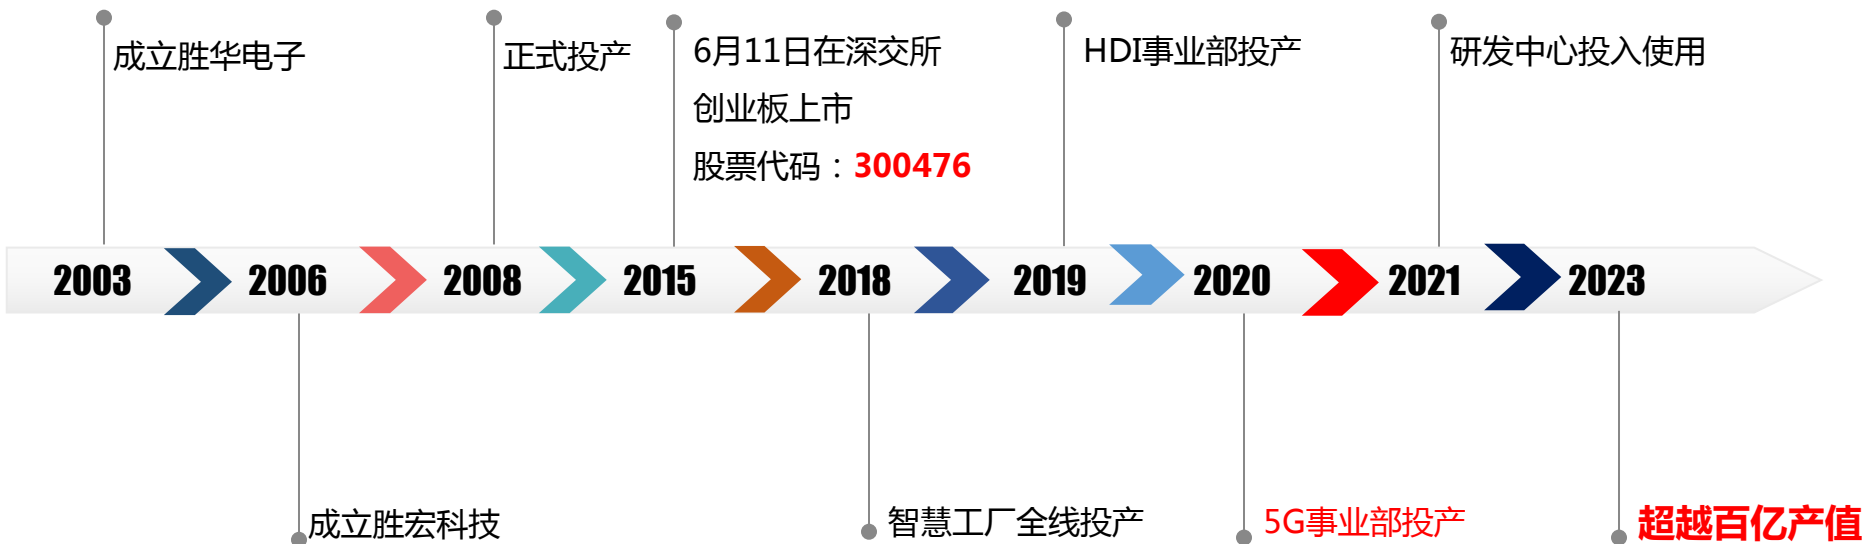 成立胜华电子
正式投产
6月11日在深交所
创业板上市
股票代码：300476
HDI事业部投产
研发中心投入使用
2003
2006
2008
2015
2018
2019
2020
2021
2023
成立胜宏科技
智慧工厂全线投产
5G事业部投产
超越百亿产值